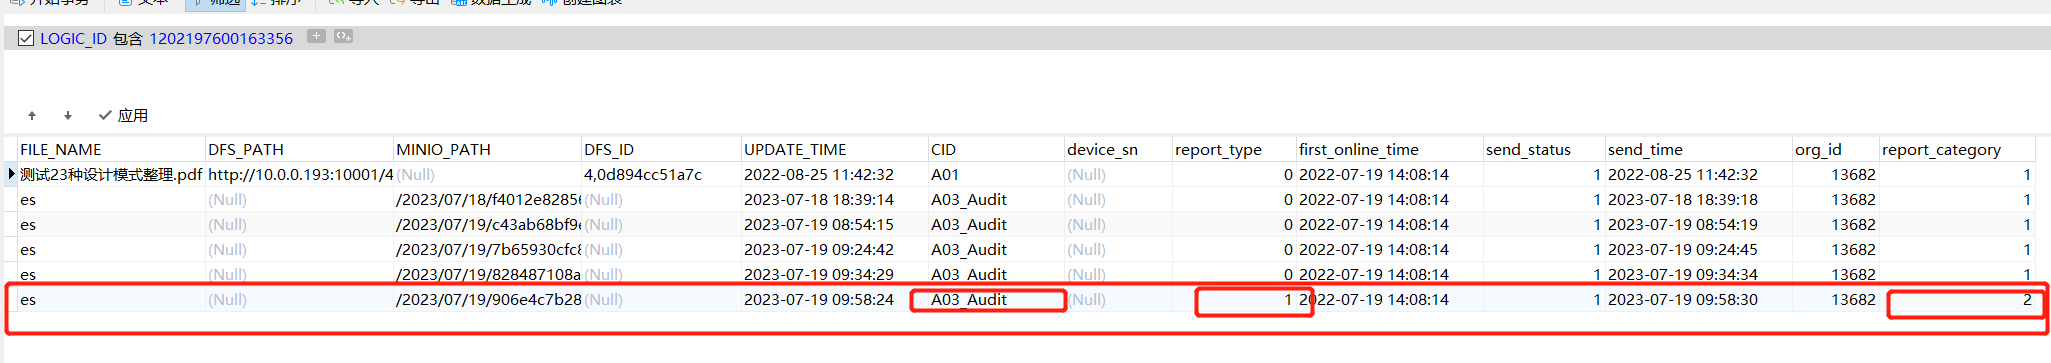 开始事务 文本 筛选 排序 导入 导出 数据生成 创建图表
LOGIC_ID 包含 1202197600163356
应用
FILE_NAME DFS_PATH MINIO_PATH DFS_ID UPDATE_TIME CID device_sn report_type first_online_time send_status send_time org_id report_category
测试23种设计模式整理.pdf http://10.0.0.193:10001/4 (Null) 4,0d894cc51a7c 2022-08-25 11:42:32 A01 (Null) 0 2022-07-19 14:08:14 1 2022-08-25 11:42:32 13682 1
es (Null) /2023/07/18/f4012e82856 (Null) 2023-07-18 18:39:14 A03_Audit (Null) 0 2022-07-19 14:08:14 1 2023-07-18 18:39:18 13682 1
es (Null) /2023/07/19/c43ab68bf9e (Null) 2023-07-19 08:54:15 A03_Audit (Null) 0 2022-07-19 14:08:14 1 2023-07-19 08:54:19 13682 1
es (Null) /2023/07/19/7b65930cfc8 (Null) 2023-07-19 09:24:42 A03_Audit (Null) 0 2022-07-19 14:08:14 1 2023-07-19 09:24:45 13682 1
es (Null) /2023/07/19/828487108a (Null) 2023-07-19 09:34:29 A03_Audit (Null) 0 2022-07-19 14:08:14 1 2023-07-19 09:34:34 13682 1
es (Null) /2023/07/19/906e4c7b28 (Null) 2023-07-19 09:58:24 A03_Audit (Null) 1 2022-07-19 14:08:14 1 2023-07-19 09:58:30 13682 2